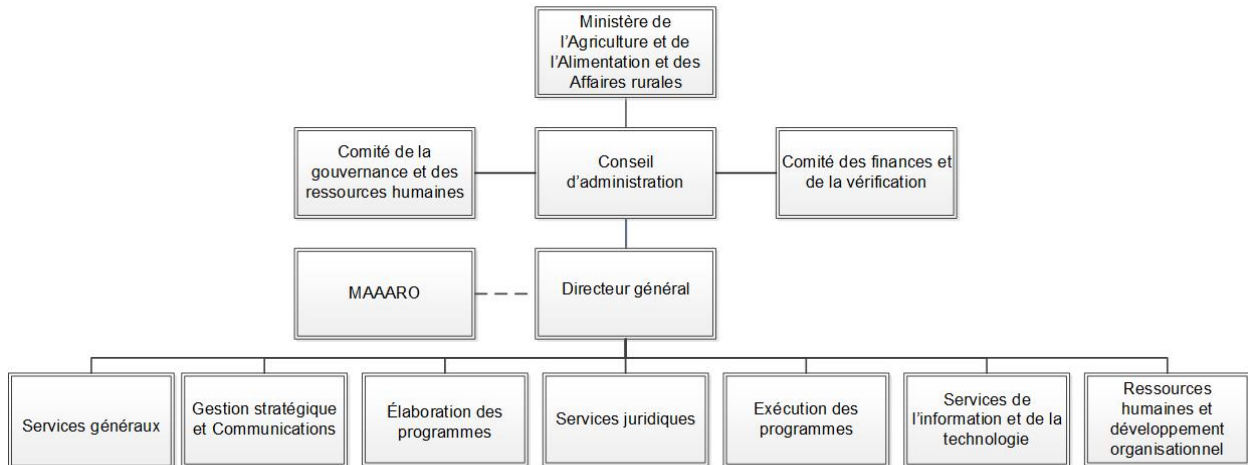 Ministère de
l'Agriculture et de
l'Alimentation et des
Affaires rurales
Comité de la
gouvernance et des
ressources humaines
Conseil
d'administration
Comité des finances et
de la vérification
MAAARO
Directeur général
Services généraux
Gestion stratégique
et Communications
Élaboration des
programmes
Services juridiques
Exécution des
programmes
Services de
l'information et de la
technologie
Ressources
humaines et
développement
organisationnel